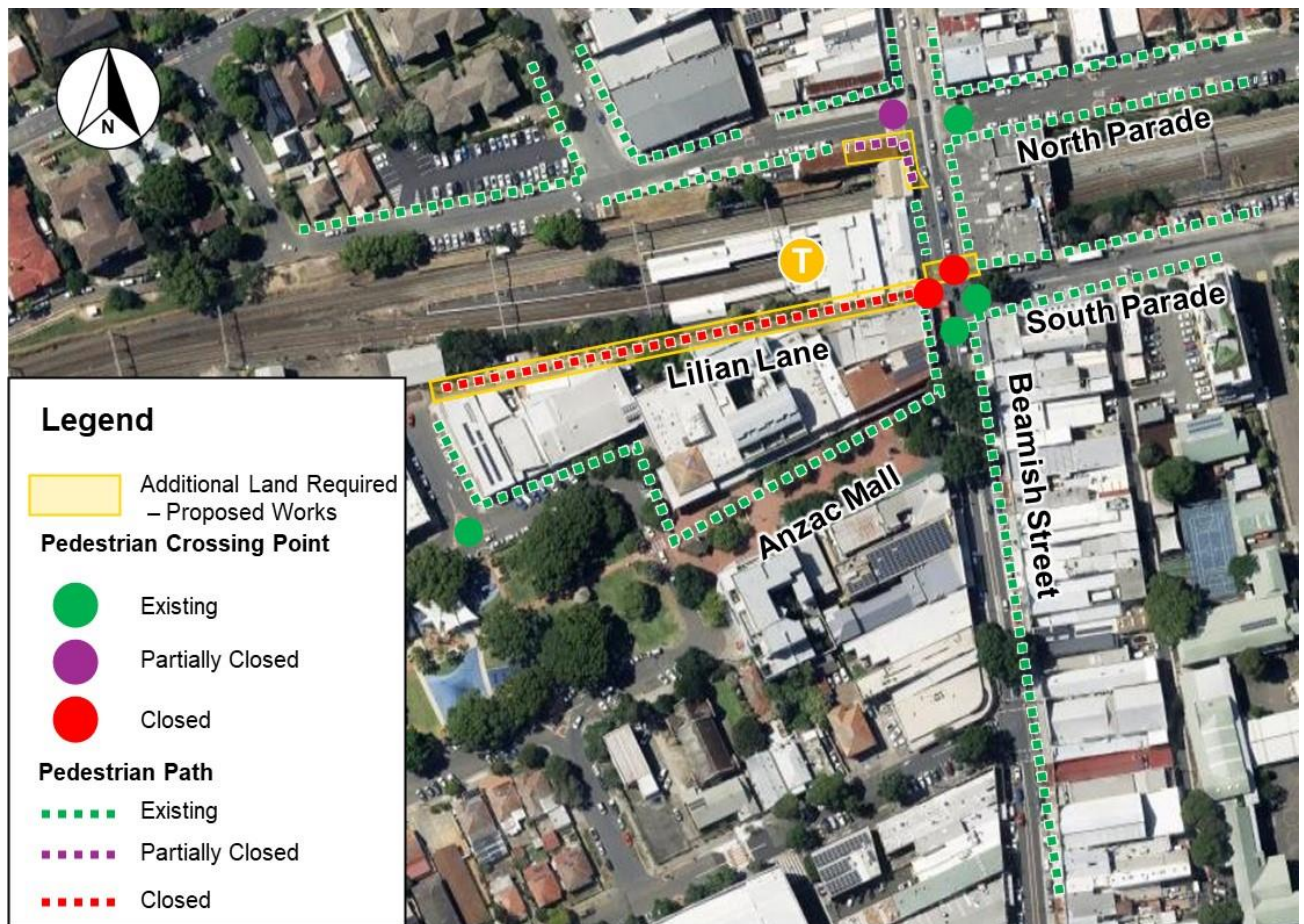 N
North Parade
T
South Parade
Lilian Lane
Beamish Street
Anzac Mall
Legend
Additional Land Required
– Proposed Works
Pedestrian Crossing Point
Existing
Partially Closed
Closed
Pedestrian Path
Existing
Partially Closed
Closed